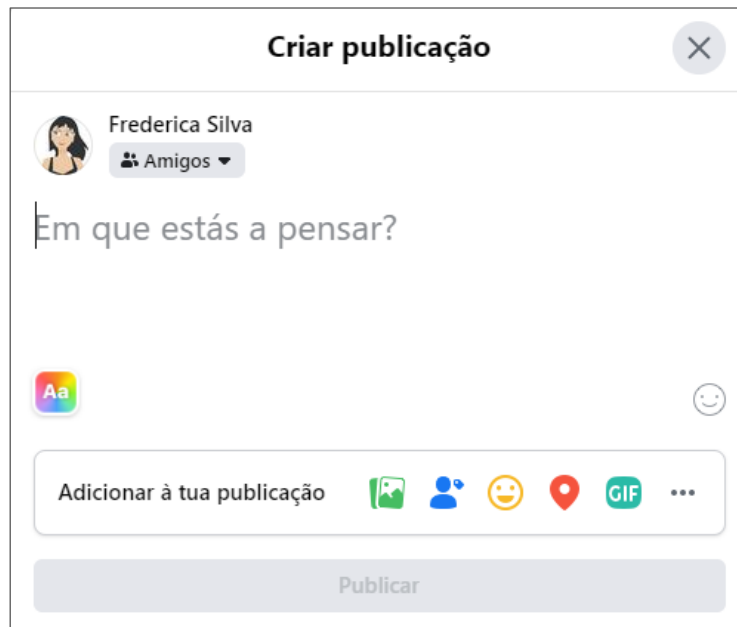 Criar publicação
Frederica Silva
Amigos
Em que estás a pensar?
Aa
Adicionar à tua publicação
GIF
Publicar